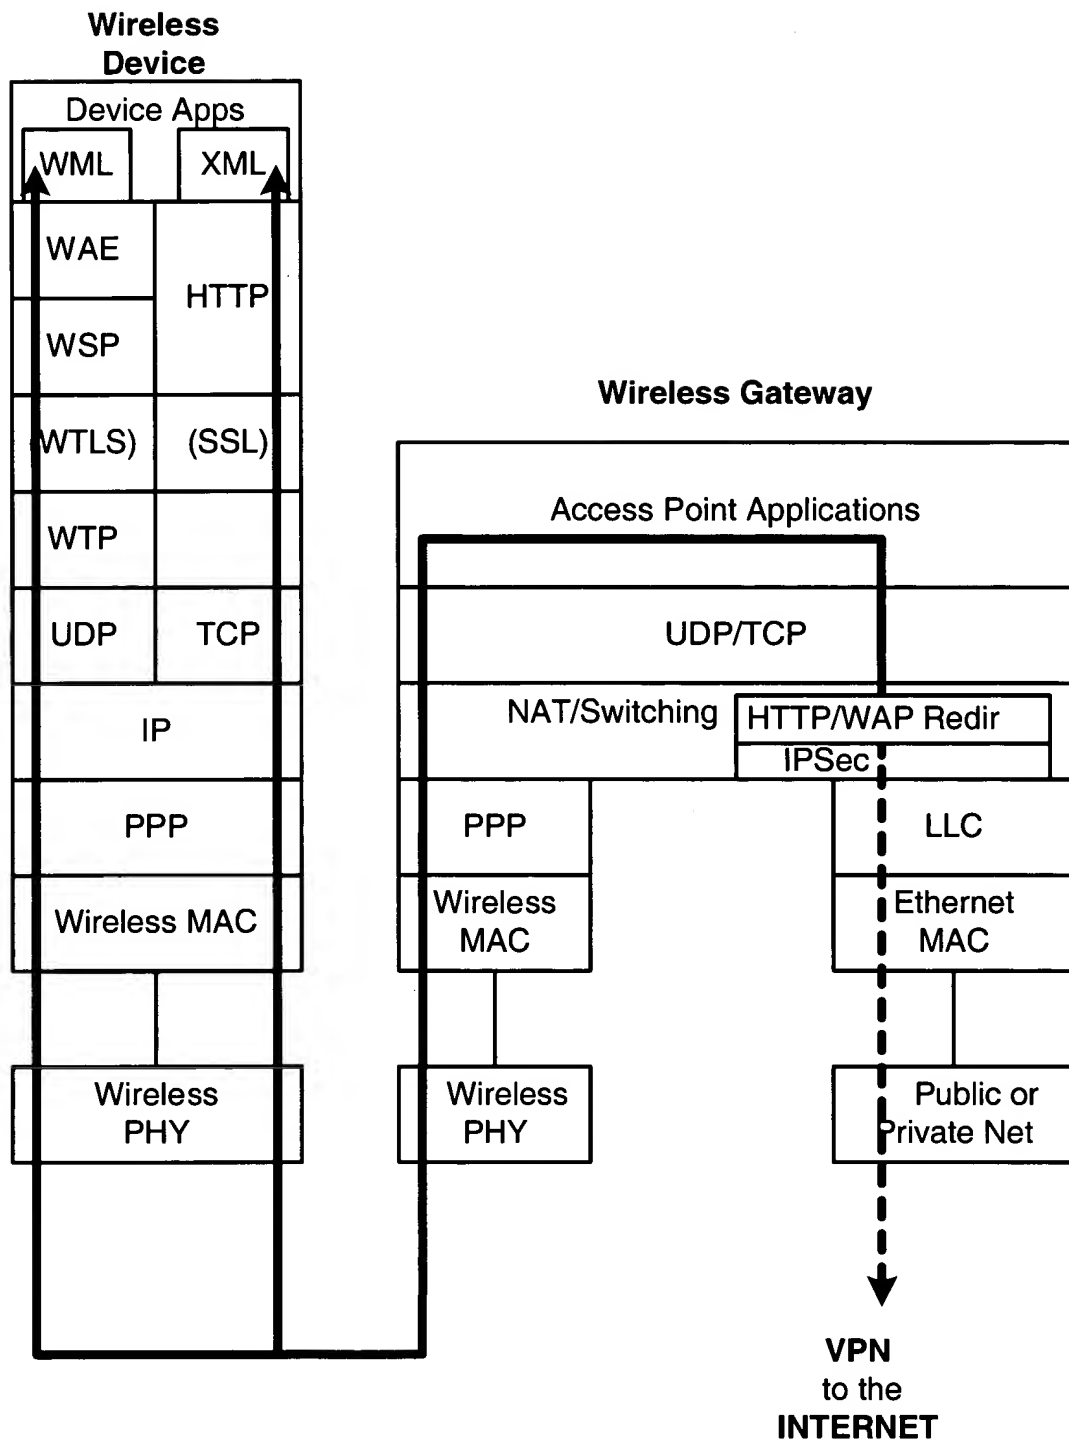 Wireless
Device
Device Apps
WML
XML
WAE
HTTP
WSP
WTLS)
(SSL)
WTP
UDP
TCP
IP
PPP
Wireless MAC
Wireless
PHY
Wireless Gateway
Access Point Applications
UDP/TCP
NAT/Switching
HTTP/WAP Redir
IPSec
PPP
LLC
Wireless
MAC
Ethernet
MAC
Wireless
PHY
Public or
Private Net
VPN
to the
INTERNET